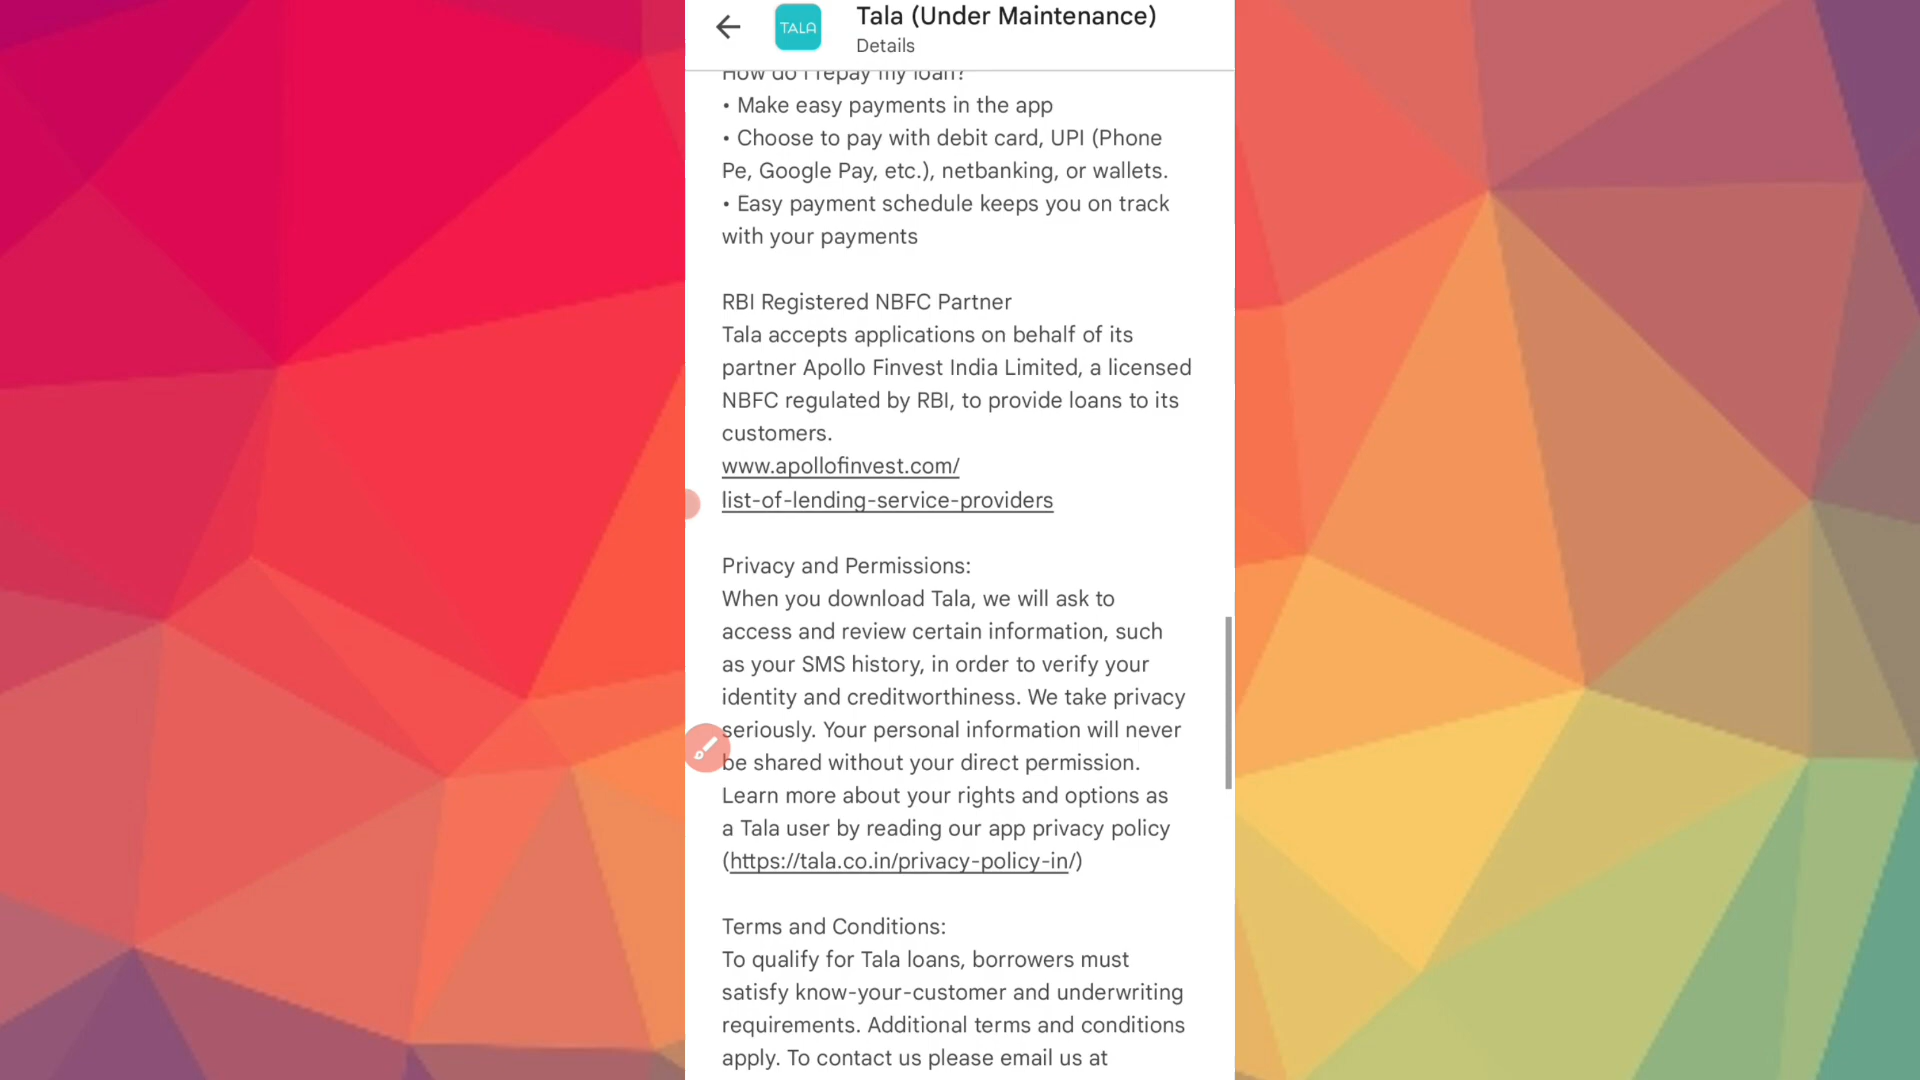 Tala (Under Maintenance)
TALA
Details
How do I repay my loan?
• Make easy payments in the app
• Choose to pay with debit card, UPI (Phone
Pe, Google Pay, etc.), netbanking, or wallets.
• Easy payment schedule keeps you on track
with your payments
RBI Registered NBFC Partner
Tala accepts applications on behalf of its
partner Apollo Finvest India Limited, a licensed
NBFC regulated by RBI, to provide loans to its
customers.
www.apollofinvest.com/
list-of-lending-service-providers
Privacy and Permissions:
When you download Tala, we will ask to
access and review certain information, such
as your SMS history, in order to verify your
identity and creditworthiness. We take privacy
seriously. Your personal information will never
be shared without your direct permission.
Learn more about your rights and options as
a Tala user by reading our app privacy policy
(https://tala.co.in/privacy-policy-in/)
Terms and Conditions:
To qualify for Tala loans, borrowers must
satisfy know-your-customer and underwriting
requirements. Additional terms and conditions
apply. To contact us please email us at